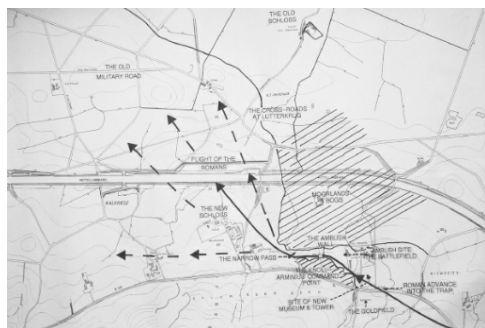 THE OLD
SCHLOSS
THE OLD
MILITARY ROAD
THE CROSS-ROADS
AT LUTTERKRUG
FLIGHT OF THE
ROMANS
MOORLANDS
BOGS
KALKRIESE
THE NEW
SCHLOSS
THE AMBUSH
WALL
AMBUSH SITE
THE BATTLEFIELD
THE NARROW PASS
ARMINIUS COMMAND
POINT
ROMAN ADVANCE
INTO THE TRAP
SITE OF NEW
MUSEUM & TOWER
THE GOLDFIELD